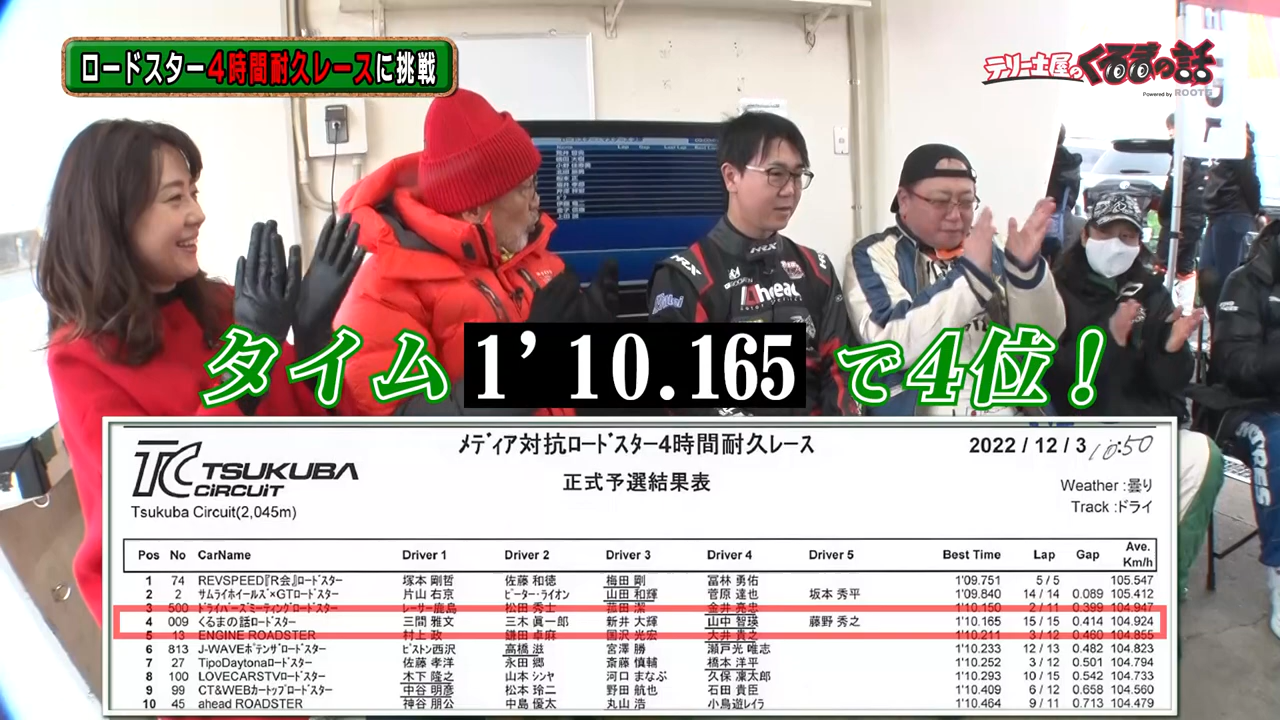 ロードスター4時間耐久レースに挑戦
テリー土屋のくるまの話
Powered by ROOTS
タイム 1’10.165 で4位!
TC TSUKUBA CIRCUIT
メディア対抗ロードスター4時間耐久レース
2022 / 12 / 3 10:50
正式予選結果表
Weather :曇り
Tsukuba Circuit(2,045m)
Track :ドライ
Pos No CarName Driver 1 Driver 2 Driver 3 Driver 4 Driver 5 Best Time Lap Gap Ave. Km/h
1 74 REVSPEED『R会』ロードスター 塚本 剛哲 佐藤 和徳 梅田 剛 冨林 勇佑 1'09.751 5 / 5 105.547
2 2 サムライホイールズ×GTロードスター 片山 右京 ピーター・ライオン 山田 和輝 菅原 達也 坂本 秀平 1'09.840 14 / 14 0.089 105.412
3 500 ドライバーズミーティングロードスター レーサー鹿島 松田 秀士 菰田 潔 金井 亮忠 1'10.150 2 / 11 0.399 104.947
4 009 くるまの話ロードスター 三間 雅文 三木 眞一郎 新井 大輝 山中 智瑛 藤野 秀之 1'10.165 15 / 15 0.414 104.924
5 13 ENGINE ROADSTER 村上 政 鎌田 卓麻 国沢 光宏 大井 貴之 1'10.211 3 / 12 0.460 104.855
6 813 J-WAVEポテンザロードスター ピストン西沢 高橋 滋 宮澤 勝 瀬戸光 唯志 1'10.233 12 / 13 0.482 104.823
7 27 TipoDaytonaロードスター 佐藤 孝洋 永田 郷 斎藤 慎輔 橋本 洋平 1'10.252 3 / 12 0.501 104.794
8 100 LOVECARSTVロードスター 木下 隆之 山本 シンヤ 河口 まなぶ 久保 凜太郎 1'10.293 10 / 15 0.542 104.733
9 99 CT&WEBカートップロードスター 中谷 明彦 松本 玲二 野田 航也 石田 貴臣 1'10.409 6 / 12 0.658 104.560
10 45 ahead ROADSTER 神谷 朋公 中島 優太 丸山 浩 小鳥遊レイラ 1'10.464 9 / 11 0.713 104.479